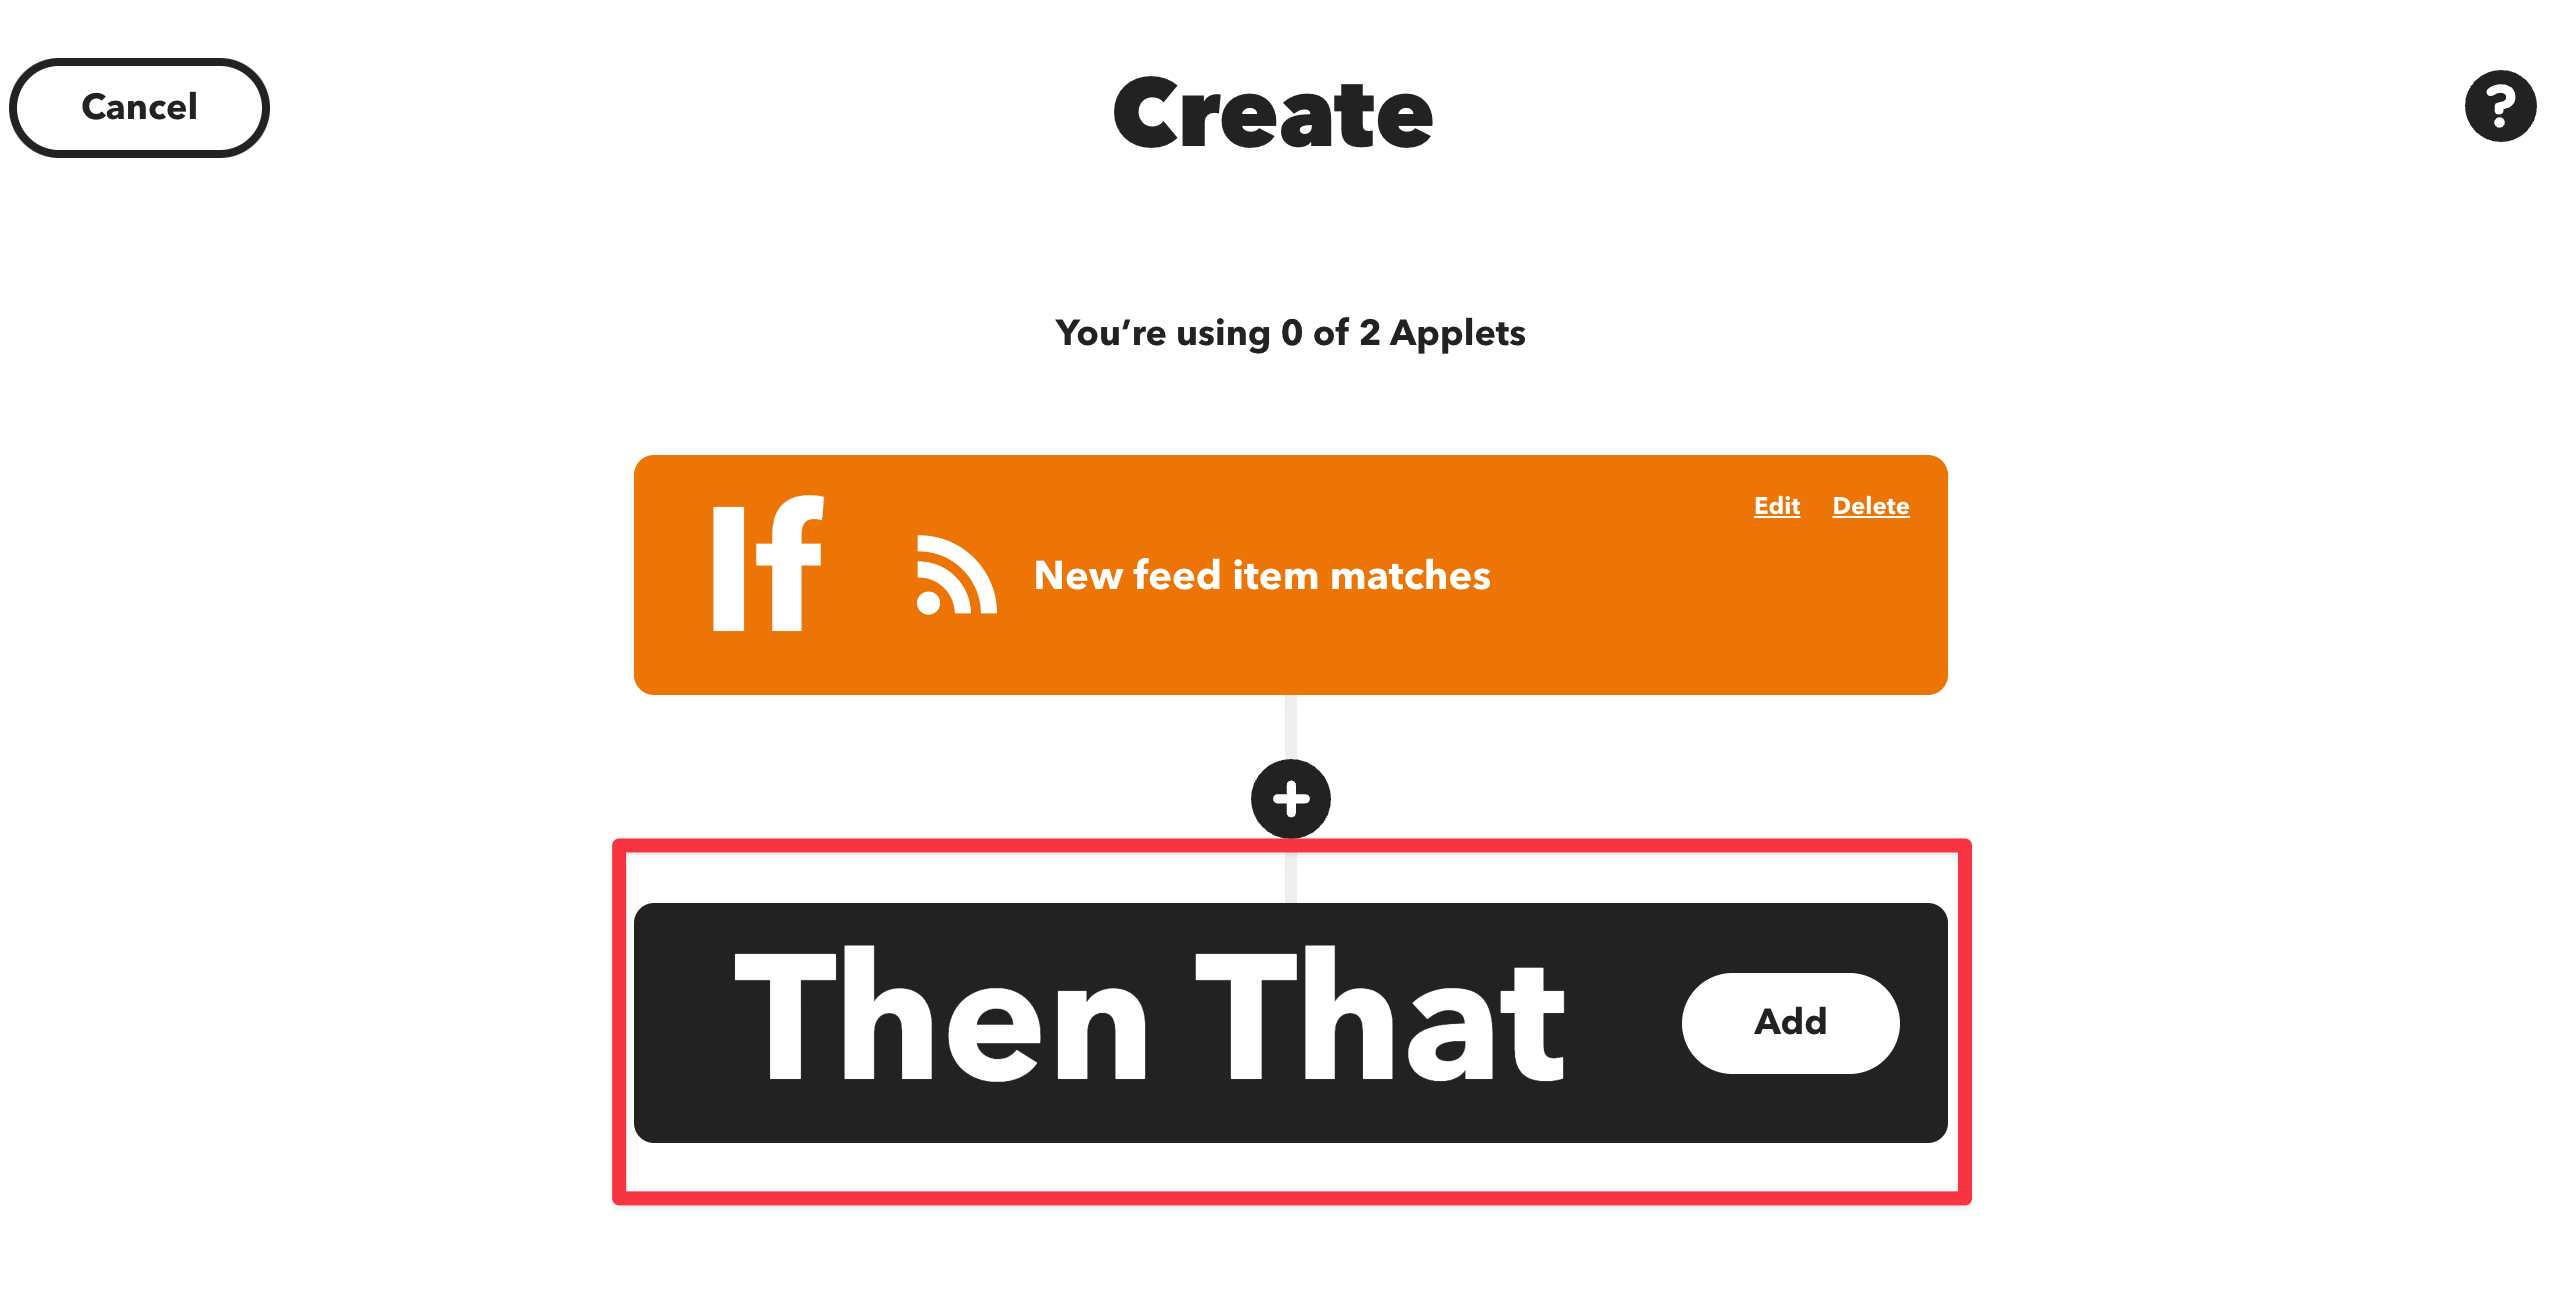 Cancel
Create
?
You’re using 0 of 2 Applets
If
New feed item matches
Edit Delete
+
Then That
Add